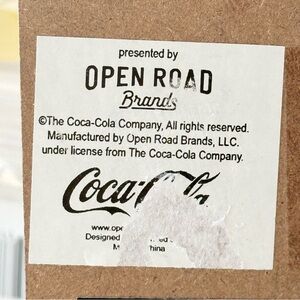 presented by
OPEN ROAD
Brands
©The Coca-Cola Company, All rights reserved.
Manufactured by Open Road Brands, LLC.
under license from The Coca-Cola Company.
Coca-Cola
Designed